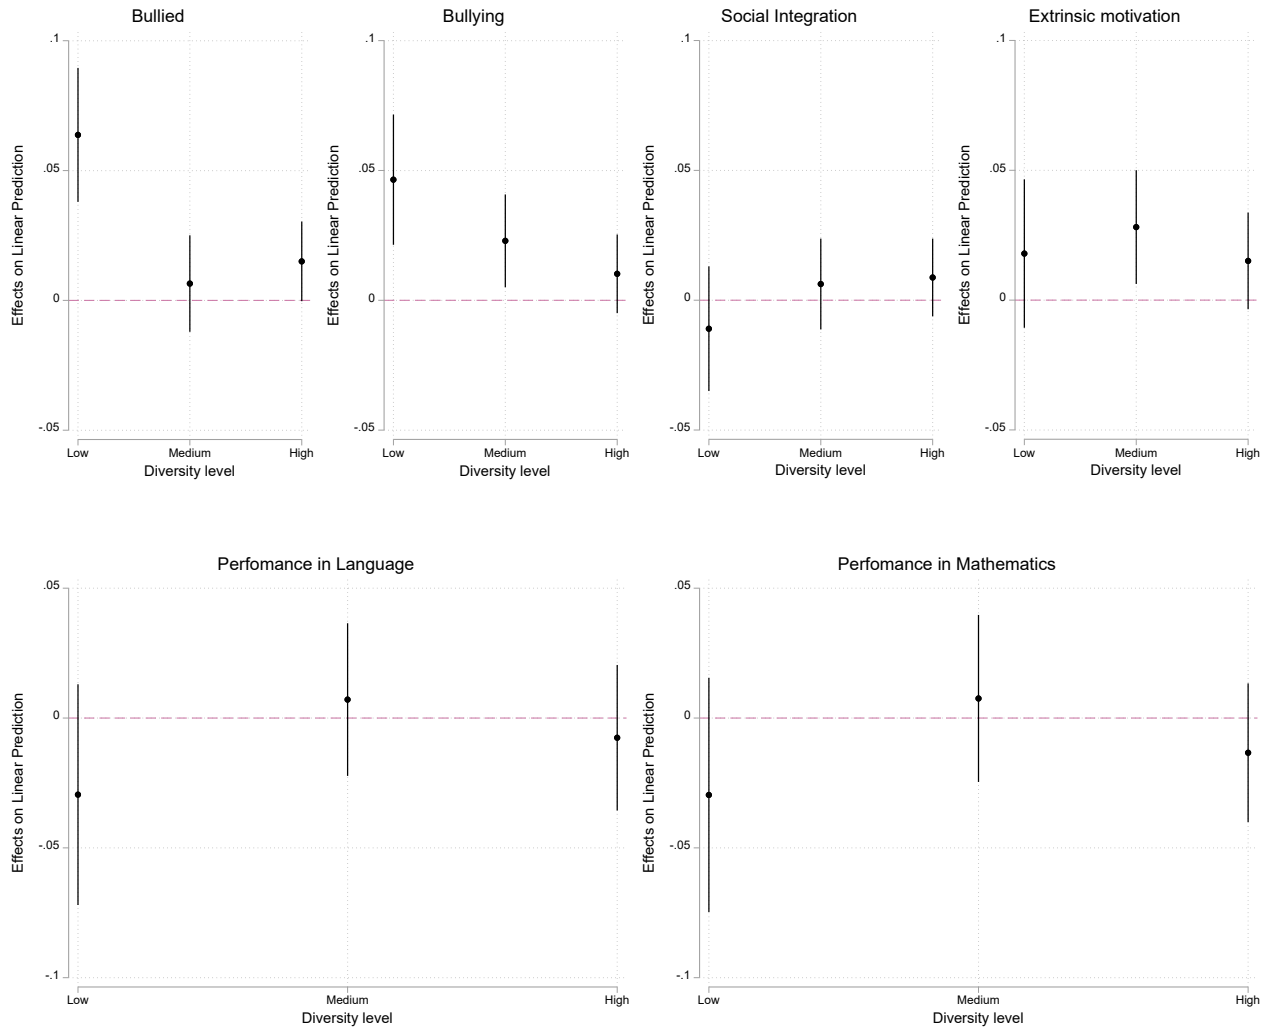 Bullied
Bullying
Social Integration
Extrinsic motivation
.1
.05
0
-.05
Effects on Linear Prediction
Low
Medium
High
Diversity level
.1
.05
0
-.05
Effects on Linear Prediction
Low
Medium
High
Diversity level
.1
.05
0
-.05
Effects on Linear Prediction
Low
Medium
High
Diversity level
.1
.05
0
-.05
Effects on Linear Prediction
Low
Medium
High
Diversity level
Perfomance in Language
.05
0
-.05
-.1
Effects on Linear Prediction
Low
Medium
High
Diversity level
Perfomance in Mathematics
.05
0
-.05
-.1
Effects on Linear Prediction
Low
Medium
High
Diversity level